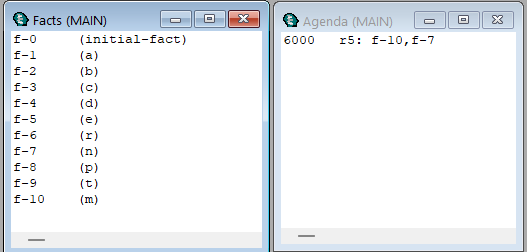 Facts (MAIN)
f-0 (initial-fact)
f-1 (a)
f-2 (b)
f-3 (c)
f-4 (d)
f-5 (e)
f-6 (r)
f-7 (n)
f-8 (p)
f-9 (t)
f-10 (m)
Agenda (MAIN)
6000 r5: f-10,f-7